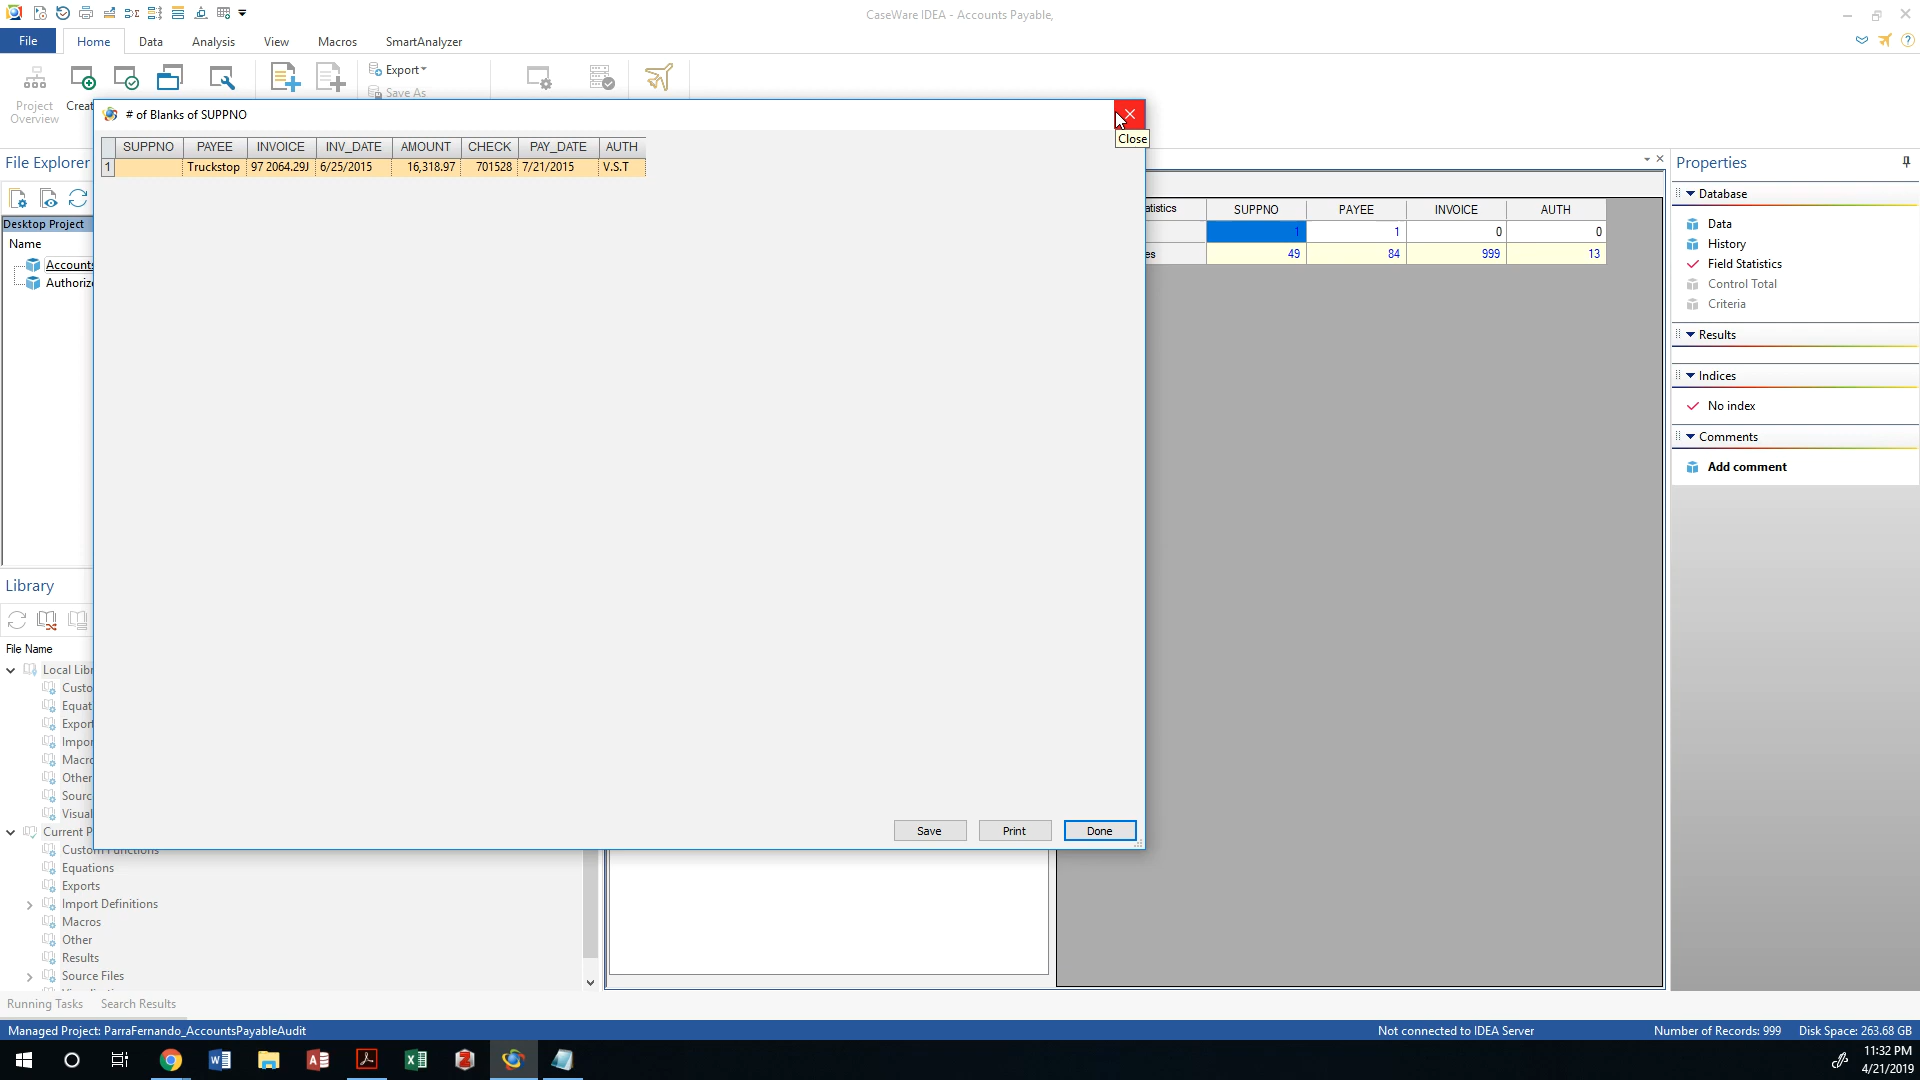 CaseWare IDEA - Accounts Payable,
File Home Data Analysis View Macros SmartAnalyzer
Export
Save As
Project
Overview
Creat
# of Blanks of SUPPNO
Close
SUPPNO PAYEE INVOICE INV_DATE AMOUNT CHECK PAY_DATE AUTH
1 Truckstop 97 2064.29J 6/25/2015 16,318.97 701528 7/21/2015 V.S.T
Save Print Done
File Explorer
Desktop Project
Name
Accounts
Authorize
Library
File Name
Local Libr
Custo
Equat
Export
Impor
Macro
Other
Sourc
Visual
Current P
Custom Functions
Equations
Exports
Import Definitions
Macros
Other
Results
Source Files
Running Tasks Search Results
atistics SUPPNO PAYEE INVOICE AUTH
1 1 0 0
es 49 84 999 13
Properties
Database
Data
History
Field Statistics
Control Total
Criteria
Results
Indices
No index
Comments
Add comment
Managed Project: ParraFernando_AccountsPayableAudit
Not connected to IDEA Server
Number of Records: 999 Disk Space: 263.68 GB
11:32 PM
4/21/2019